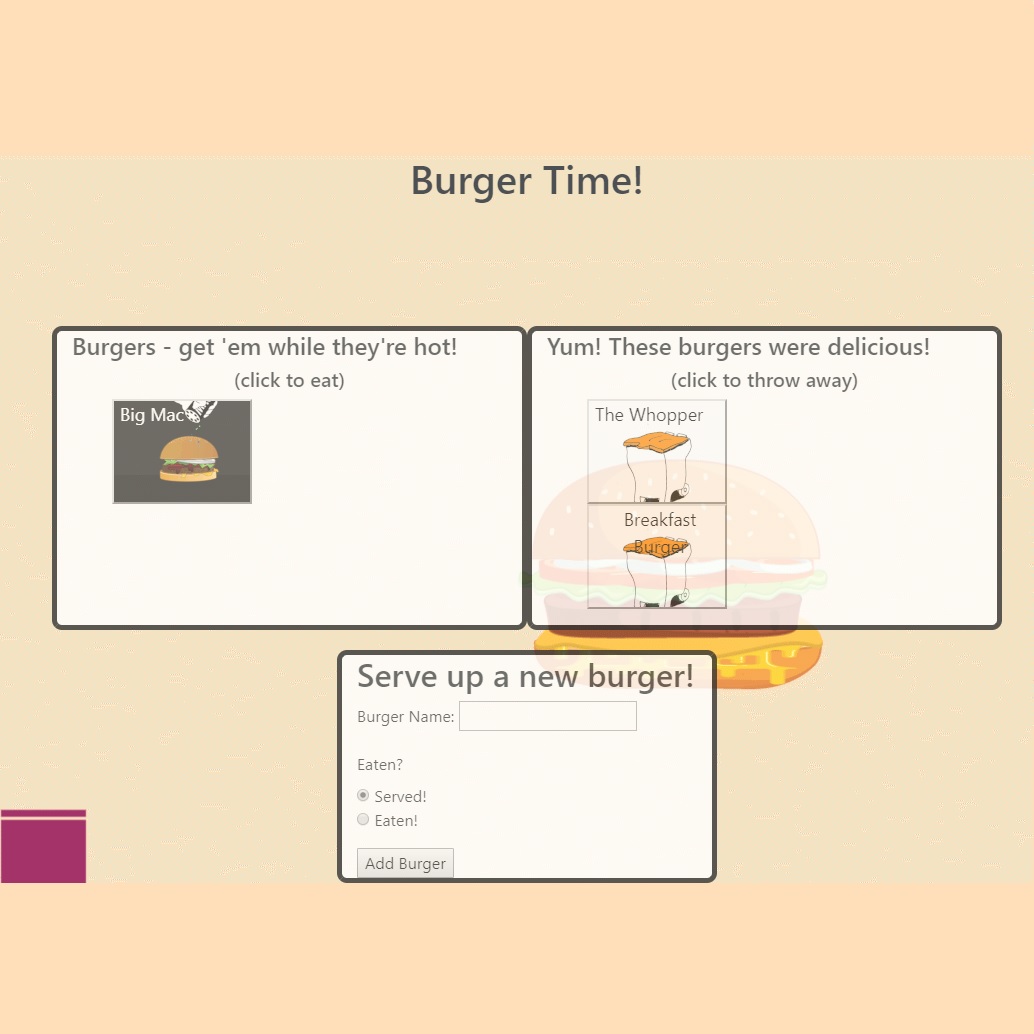 Burger Time!
Burgers - get 'em while they're hot!
(click to eat)
Big Mac
Yum! These burgers were delicious!
(click to throw away)
The Whopper
Breakfast
Burger
Serve up a new burger!
Burger Name:
Eaten?
Served!
Eaten!
Add Burger